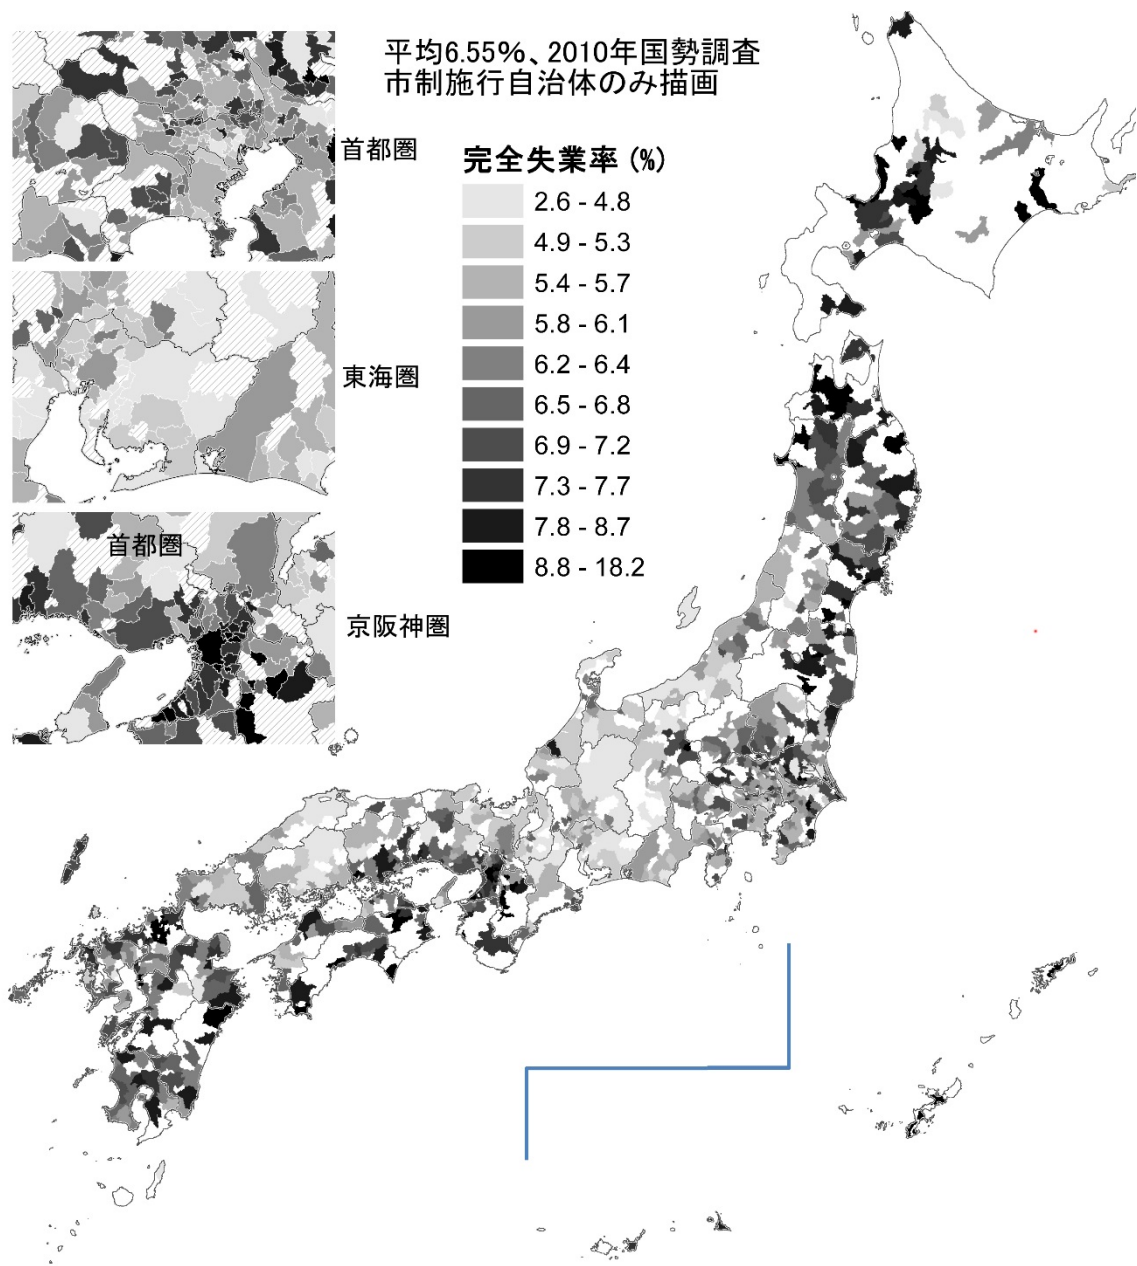 平均6.55%、2010年国勢調査
市制施行自治体のみ描画
首都圏
完全失業率 (%)
2.6 - 4.8
4.9 - 5.3
5.4 - 5.7
5.8 - 6.1
6.2 - 6.4
6.5 - 6.8
6.9 - 7.2
7.3 - 7.7
7.8 - 8.7
8.8 - 18.2
東海圏
首都圏
京阪神圏